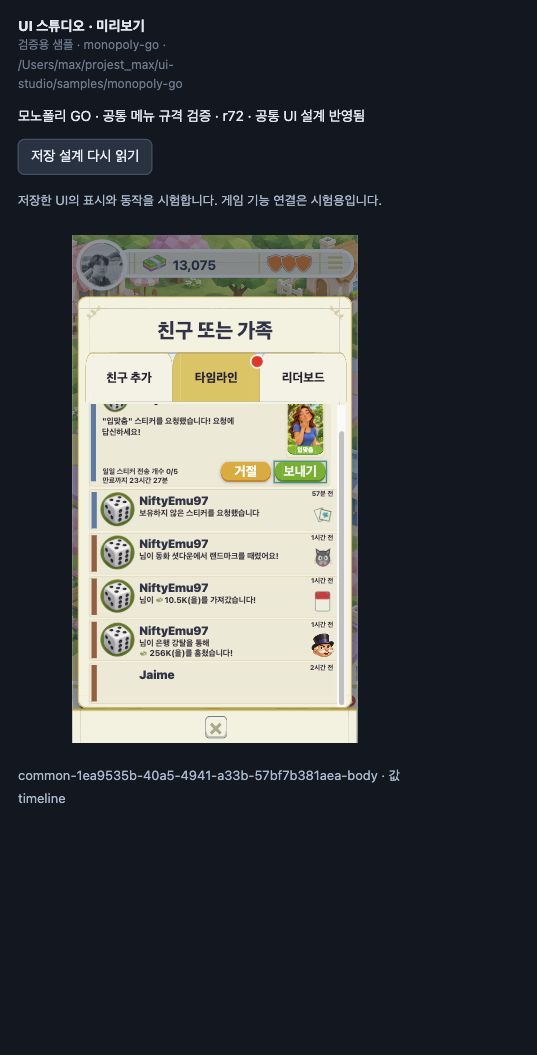 UI 스튜디오 · 미리보기
검증용 샘플 · monopoly-go ·
/Users/max/projest_max/ui-
studio/samples/monopoly-go
모노폴리 GO · 공통 메뉴 규격 검증 · r72 · 공통 UI 설계 반영됨
저장 설계 다시 읽기
저장한 UI의 표시와 동작을 시험합니다. 게임 기능 연결은 시험용입니다.
13,075
친구 또는 가족
친구 추가
타임라인
리더보드
"입맞춤" 스티커를 요청했습니다! 요청에
답신하세요!
입맞춤
일일 스티커 전송 개수 0/5
만료까지 23시간 27분
거절
보내기
57분 전
NiftyEmu97
보유하지 않은 스티커를 요청했습니다
1시간 전
NiftyEmu97
님이 동화 셧다운에서 랜드마크를 때렸어요!
1시간 전
NiftyEmu97
님이 10.5K(을)를 가져갔습니다!
1시간 전
NiftyEmu97
님이 은행 강탈을 통해
256K(을)를 훔쳤습니다!
2시간 전
Jaime
common-1ea9535b-40a5-4941-a33b-57bf7b381aea-body · 값
timeline